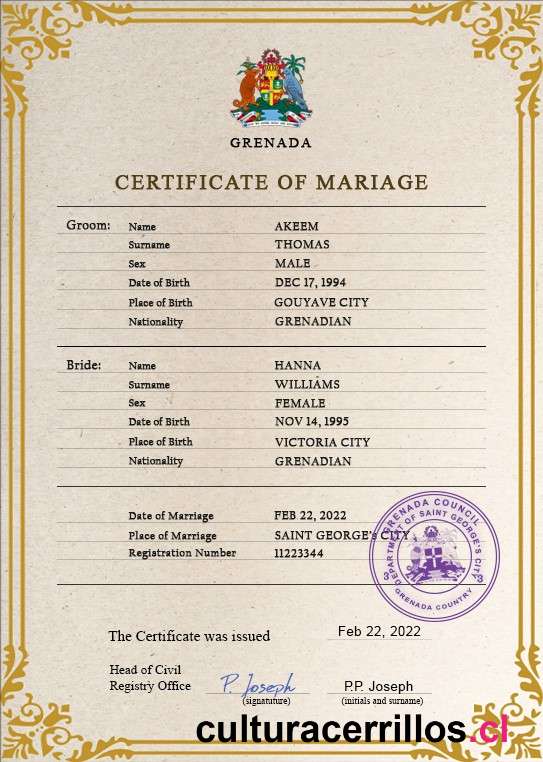 GRENADA
CERTIFICATE OF MARIAGE
Groom: Name AKEEM
Surname THOMAS
Sex MALE
Date of Birth DEC 17, 1994
Place of Birth GOUYAVE CITY
Nationality GRENADIAN
Bride: Name HANNA
Surname WILLIAMS
Sex FEMALE
Date of Birth NOV 14, 1995
Place of Birth VICTORIA CITY
Nationality GRENADIAN
Date of Marriage FEB 22, 2022
Place of Marriage SAINT GEORGE's CITY
Registration Number 11223344
GRENADA COUNCIL
DEPARTMENT OF SAINT GEORGE'S CITY
3 3
GRENADA COUNTRY
The Certificate was issued Feb 22, 2022
Head of Civil
Registry Office P. Joseph P.P. Joseph
(signatuture) (initials and surname)
culturacerrillos.cl